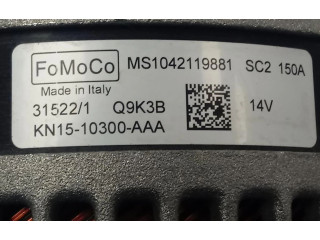 FoMoCo MS1042119881 SC2 150A
Made in Italy
31522/1 Q9K3B 14V
KN15-10300-AAA